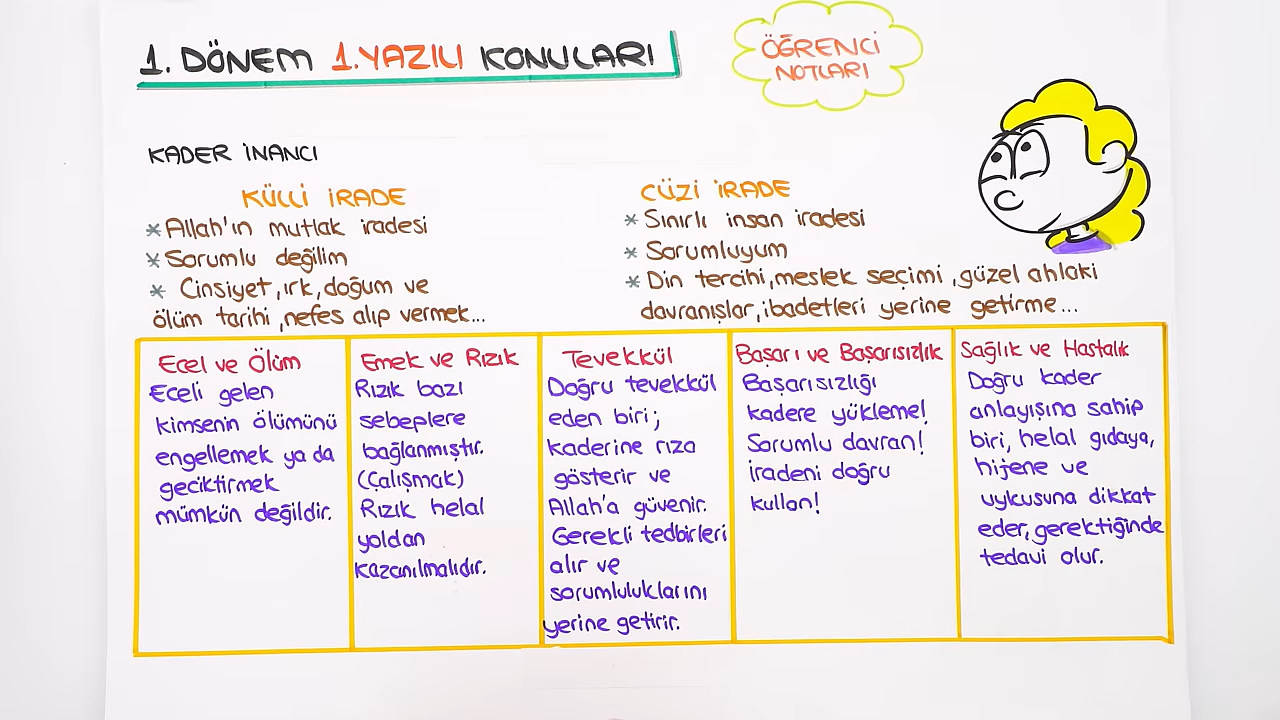 1. DÖNEM 1. YAZILI KONULARI
ÖĞRENCİ
NOTLARI
KADER İNANCI
KÜLLİ İRADE
* Allah'ın mutlak iradesi
* Sorumlu değilim
* Cinsiyet, ırk, doğum ve
ölüm tarihi, nefes alıp vermek...
CÜZİ İRADE
* Sınırlı insan iradesi
* Sorumluyum
* Din tercihi, meslek seçimi, güzel ahlaki
davranışlar, ibadetleri yerine getirme...
Ecel ve Ölüm
Eceli gelen
kimsenin ölümünü
engellemek ya da
geciktirmek
mümkün değildir.
Emek ve Rızık
Rızık bazı
sebeplere
bağlanmıştır.
(Çalışmak)
Rızık helal
yoldan
kazanılmalıdır.
Tevekkül
Doğru tevekkül
eden biri;
kaderine rıza
gösterir ve
Allah'a güvenir.
Gerekli tedbirleri
alır ve
sorumluluklarını
yerine getirir.
Başarı ve Başarısızlık
Başarısızlığı
kadere yükleme!
Sorumlu davran!
İradeni doğru
kullan!
Sağlık ve Hastalık
Doğru kader
anlayışına sahip
biri, helal gıdaya,
hijene ve
uykusuna dikkat
eder, gerektiğinde
tedavi olur.